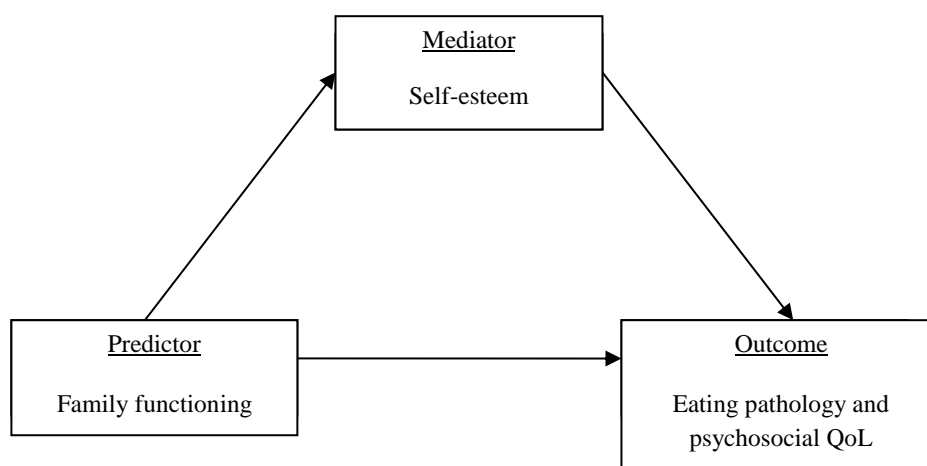 Mediator
Self-esteem
Predictor
Family functioning
Outcome
Eating pathology and
psychosocial QoL